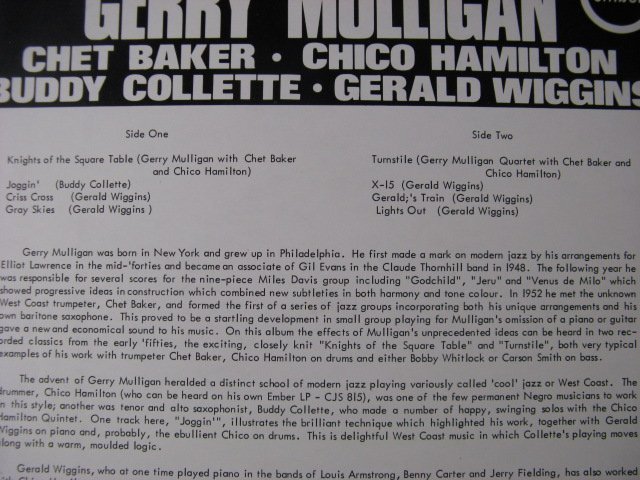 GERRY MULLIGAN
CHET BAKER • CHICO HAMILTON
BUDDY COLLETTE • GERALD WIGGINS
Side One
Knights of the Square Table (Gerry Mulligan with Chet Baker
and Chico Hamilton)
Joggin' (Buddy Collette)
Criss Cross (Gerald Wiggins)
Gray Skies (Gerald Wiggins )
Side Two
Turnstile (Gerry Mulligan Quartet with Chet Baker and
Chico Hamilton)
X-15 (Gerald Wiggins)
Gerald;'s Train (Gerald Wiggins)
Lights Out (Gerald Wiggins)
Gerry Mulligan was born in New York and grew up in Philadelphia. He first made a mark on modern jazz by his arrangements for
Elliot Lawrence in the mid-'forties and became an associate of Gil Evans in the Claude Thornhill band in 1948. The following year he
was responsible for several scores for the nine-piece Miles Davis group including "Godchild", "Jeru" and "Venus de Milo" which
showed progressive ideas in construction which combined new subtleties in both harmony and tone colour. In 1952 he met the unknown
West Coast trumpeter, Chet Baker, and formed the first of a series of jazz groups incorporating both his unique arrangements and his
own baritone saxophone. This proved to be a startling development in small group playing for Mulligan's omission of a piano or guitar
gave a new and economical sound to his music. On this album the effects of Mulligan's unprecedented ideas can be heard in two rec-
orded classics from the early 'fifties, the exciting, closely knit "Knights of the Square Table" and "Turnstile", both very typical
examples of his work with trumpeter Chet Baker, Chico Hamilton on drums and either Bobby Whitlock or Carson Smith on bass.
The advent of Gerry Mulligan heralded a distinct school of modern jazz playing variously called 'cool' jazz or West Coast. The
drummer, Chico Hamilton (who can be heard on his own Ember LP - CJS 815), was one of the few permanent Negro musicians to work
in this style; another was tenor and alto saxophonist, Buddy Collette, who made a number of happy, swinging solos with the Chico
Hamilton Quintet. One track here, "Joggin'", illustrates the brilliant technique which highlighted his work, together with Gerald
Wiggins on piano and, probably, the ebullient Chico on drums. This is delightful West Coast music in which Collette's playing moves
along with a warm, moulded logic.
Gerald Wiggins, who at one time played piano in the bands of Louis Armstrong, Benny Carter and Jerry Fielding, has also worked